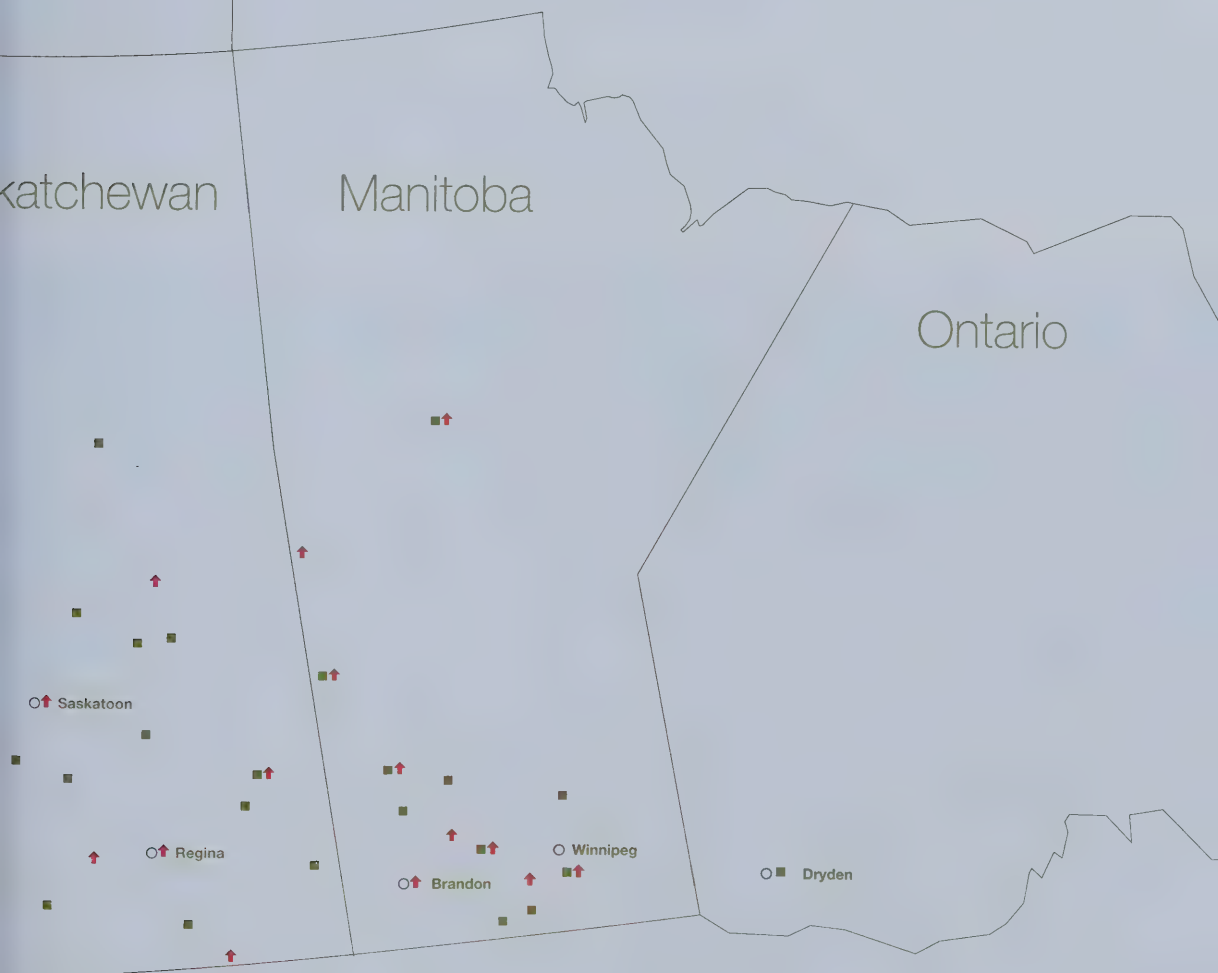 katchewan
Manitoba
Ontario
Saskatoon
Regina
Winnipeg
Brandon
Dryden